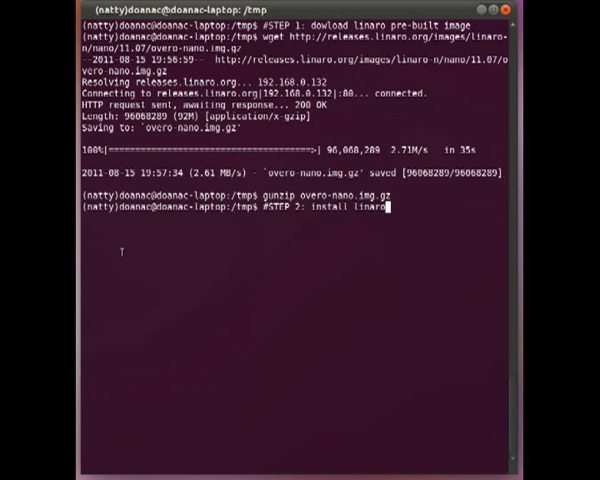 (natty)doanac@doanac-laptop: /tmp
(natty)doanac@doanac-laptop:/tmp$ #STEP 1: dowload linaro pre-built image
(natty)doanac@doanac-laptop:/tmp$ wget http://releases.linaro.org/images/linaro-
n/nano/11.07/overo-nano.img.gz
--2011-08-15 19:56:59--  http://releases.linaro.org/images/linaro-n/nano/11.07/o
vero-nano.img.gz
Resolving releases.linaro.org... 192.168.0.132
Connecting to releases.linaro.org|192.168.0.132|:80... connected.
HTTP request sent, awaiting response... 200 OK
Length: 96068289 (92M) [application/x-gzip]
Saving to: `overo-nano.img.gz'
100%[======================================>] 96,068,289  2.71M/s   in 35s
2011-08-15 19:57:34 (2.61 MB/s) - `overo-nano.img.gz' saved [96068289/96068289]
(natty)doanac@doanac-laptop:/tmp$ gunzip overo-nano.img.gz
(natty)doanac@doanac-laptop:/tmp$ #STEP 2: install linaro